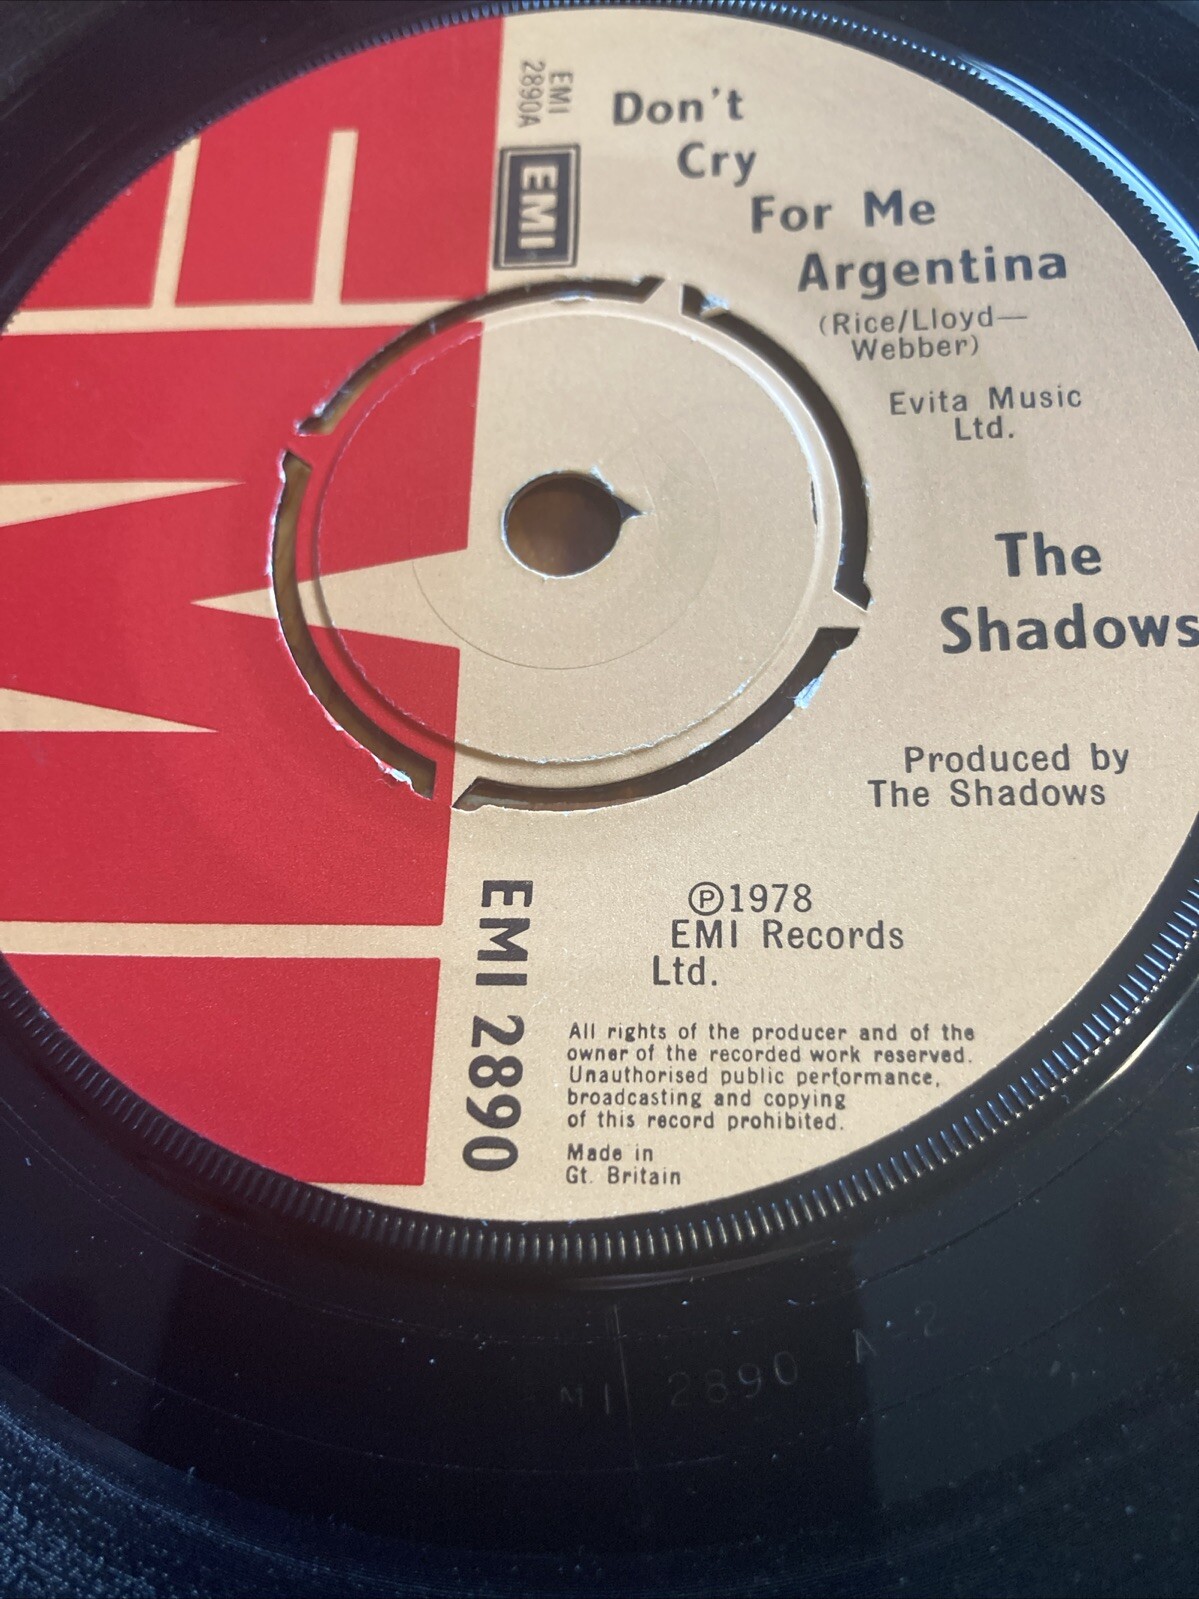 EMI
2890A
EMI
Don't
Cry
For Me
Argentina
(Rice/Lloyd—
Webber)
Evita Music
Ltd.
The
Shadows
Produced by
The Shadows
℗1978
EMI Records
Ltd.
EMI 2890
All rights of the producer and of the
owner of the recorded work reserved.
Unauthorised public performance,
broadcasting and copying
of this record prohibited.
Made in
Gt. Britain
MI 2890 A-2